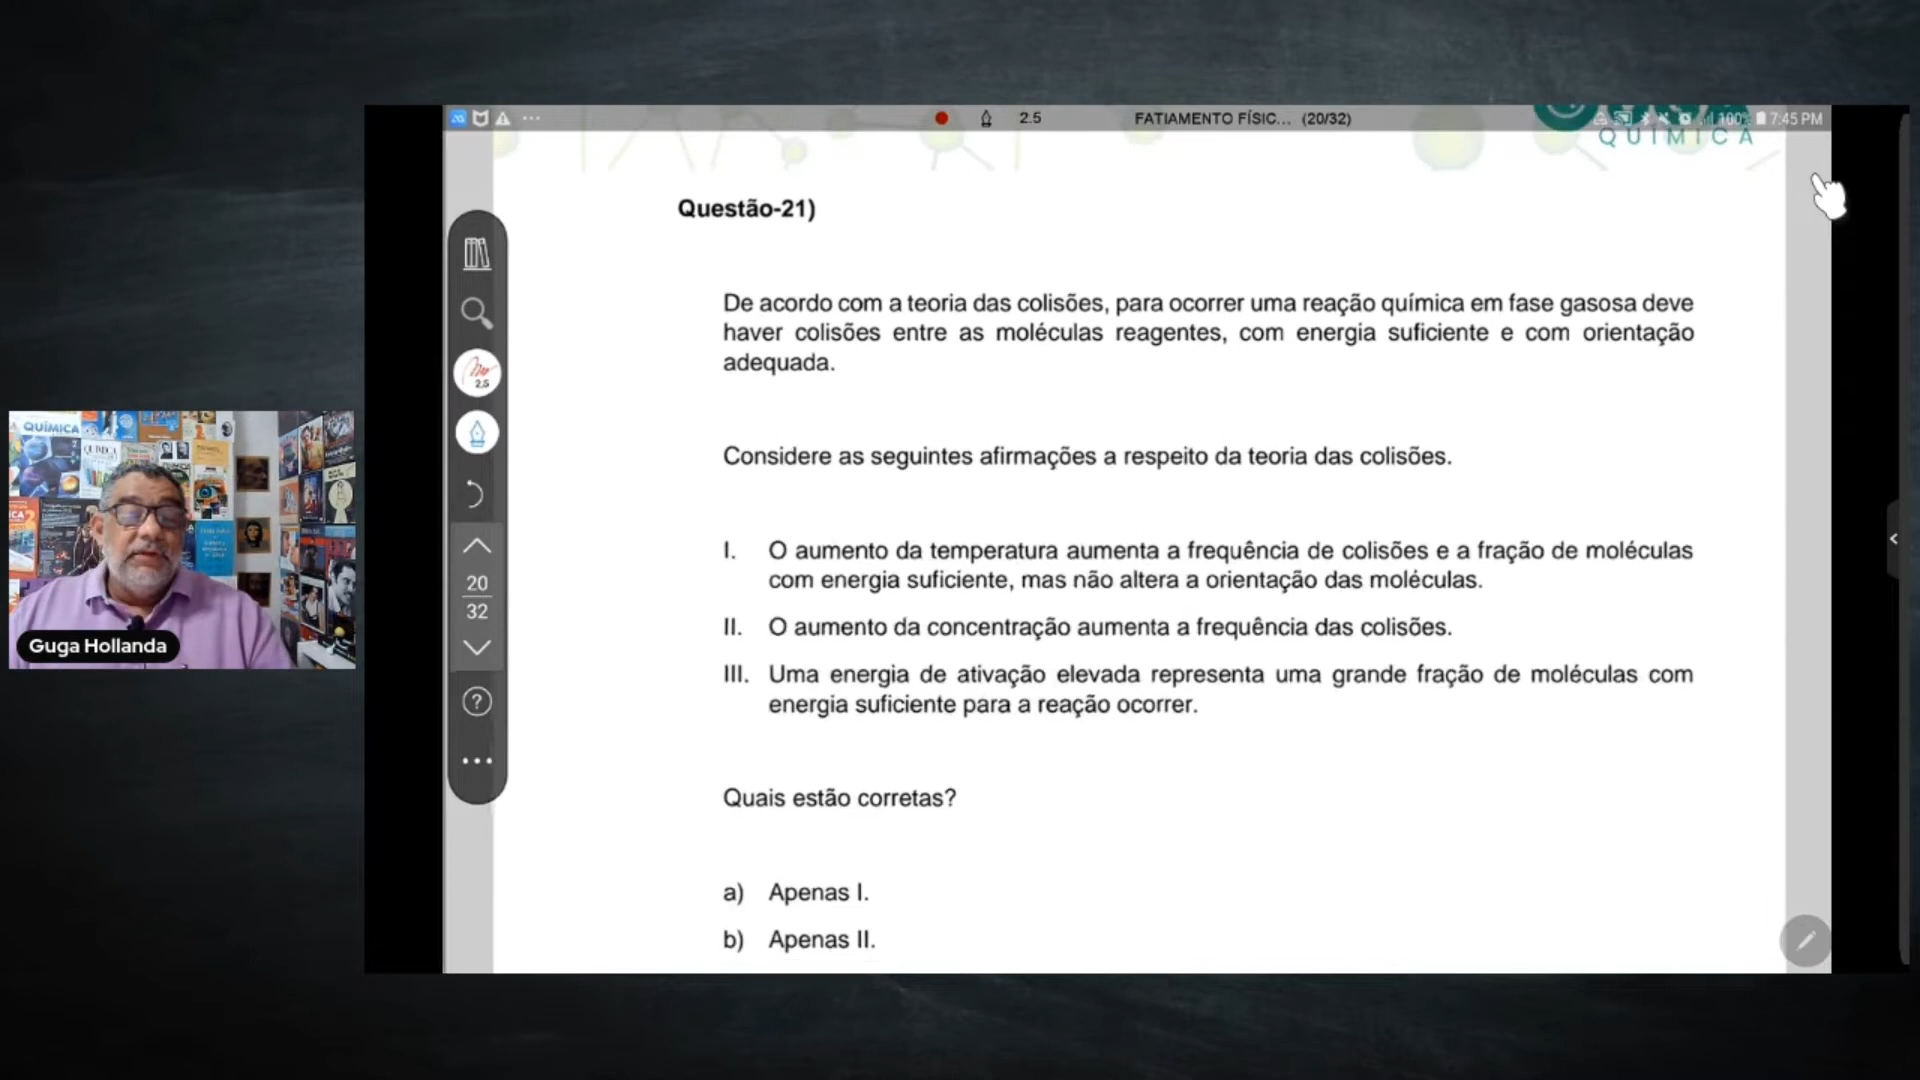 2.5
FATIAMENTO FÍSIC... (20/32)
100%
7:45 PM
QUÍMICA
Questão-21)
De acordo com a teoria das colisões, para ocorrer uma reação química em fase gasosa deve
haver colisões entre as moléculas reagentes, com energia suficiente e com orientação
adequada.
Considere as seguintes afirmações a respeito da teoria das colisões.
I. O aumento da temperatura aumenta a frequência de colisões e a fração de moléculas
com energia suficiente, mas não altera a orientação das moléculas.
II. O aumento da concentração aumenta a frequência das colisões.
III. Uma energia de ativação elevada representa uma grande fração de moléculas com
energia suficiente para a reação ocorrer.
Quais estão corretas?
a) Apenas I.
b) Apenas II.
2,5
20
32
?
QUÍMICA
Guga Hollanda